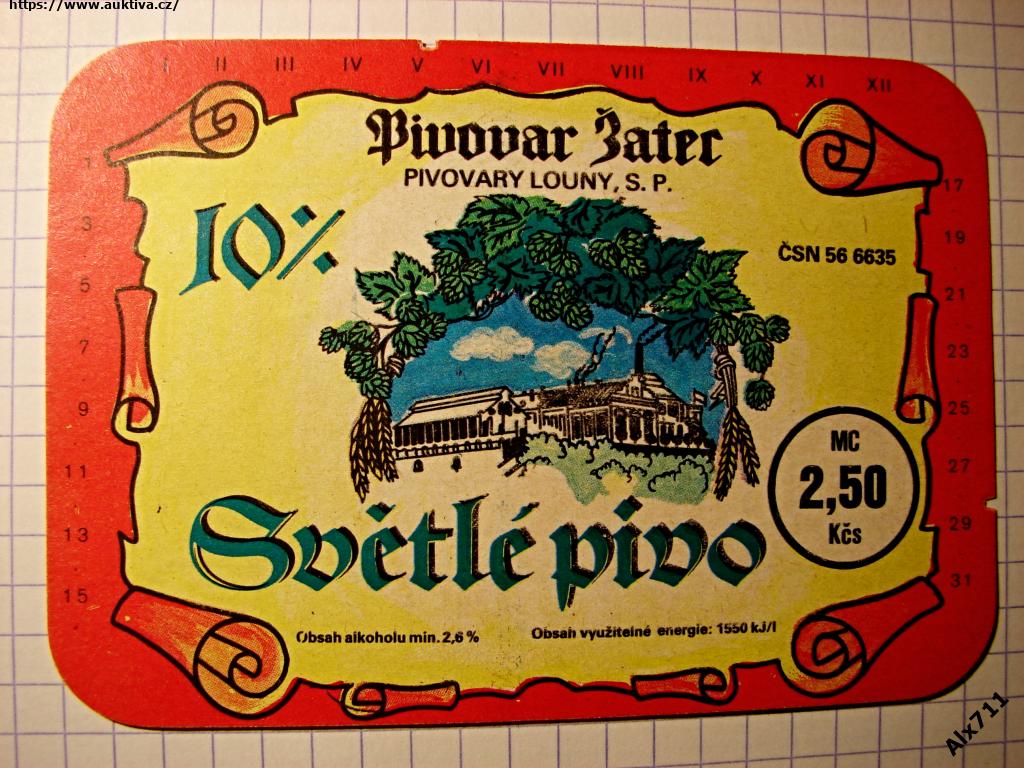 https://www.auktiva.cz/
I II III IV V VI VII VIII IX X XI XII
Pivovar Žatec
PIVOVARY LOUNY, S. P.
10%
ČSN 56 6635
1
3
5
7
9
11
13
15
17
19
21
23
25
27
29
31
MC
2,50
Kčs
Světlé pivo
Obsah alkoholu min. 2,6 %
Obsah využitelné energie: 1550 kJ/l
Alx711